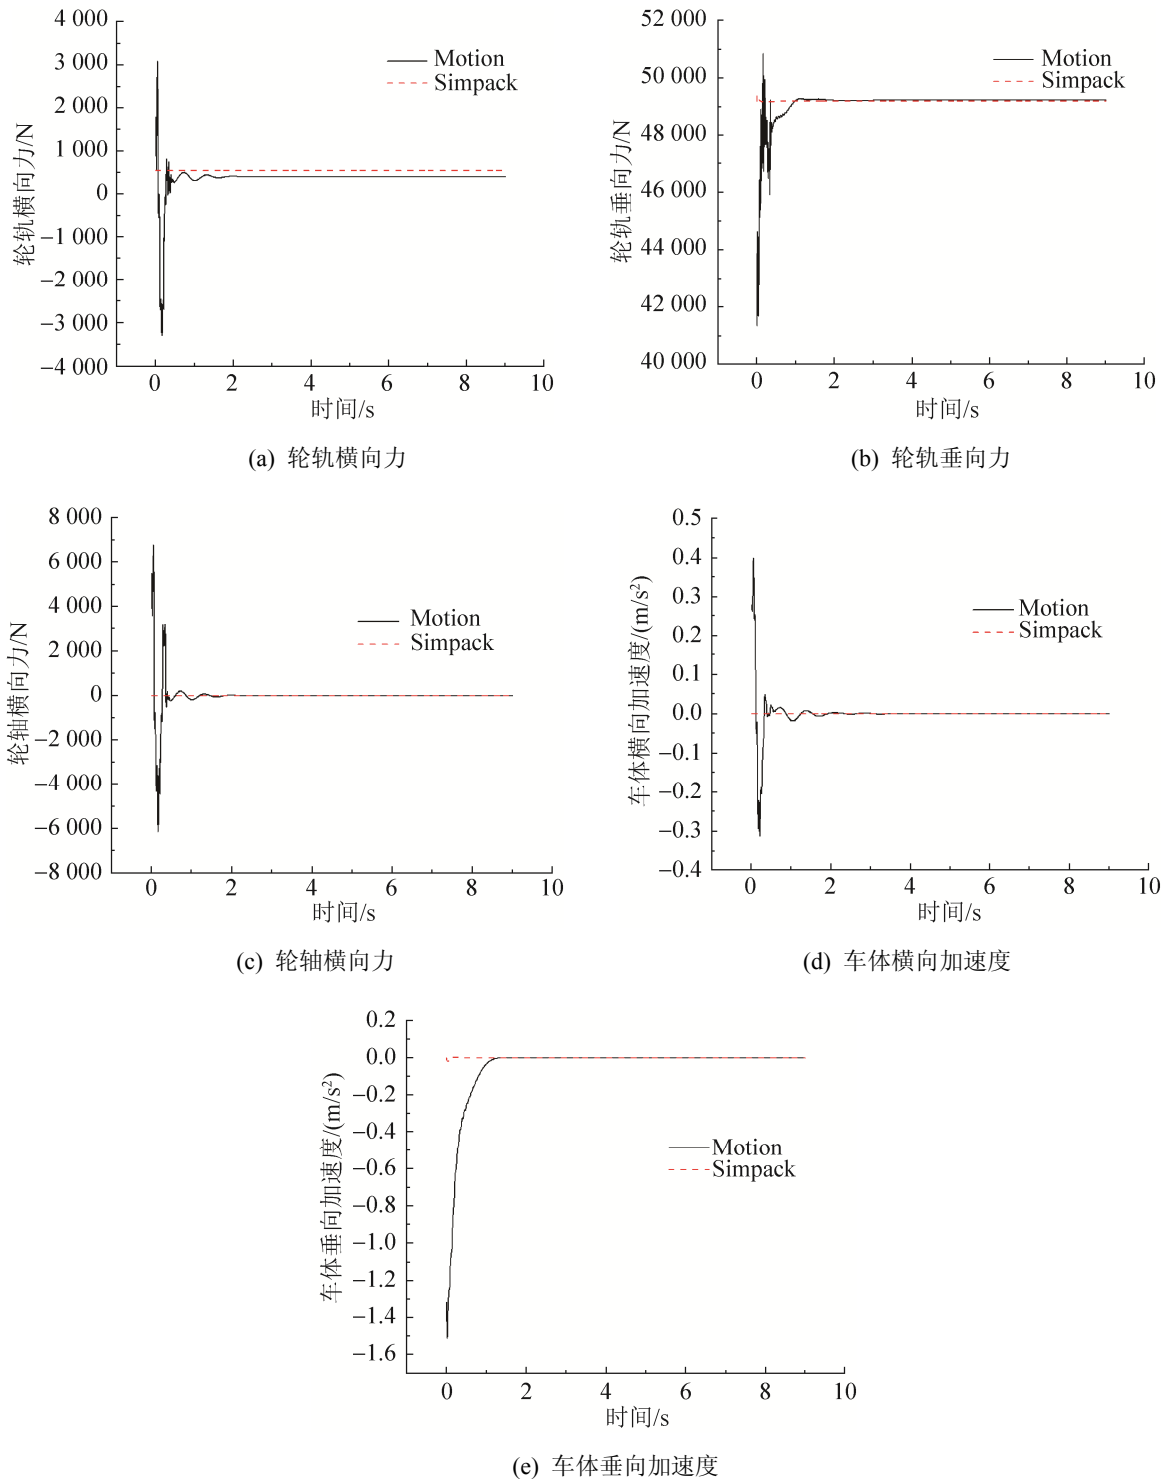 4 000
3 000
2 000
1 000
0
−1 000
−2 000
−3 000
−4 000
轮轨横向力/N
Motion
Simpack
0 2 4 6 8 10
时间/s
(a) 轮轨横向力
52 000
50 000
48 000
46 000
44 000
42 000
40 000
轮轨垂向力/N
Motion
Simpack
0 2 4 6 8 10
时间/s
(b) 轮轨垂向力
8 000
6 000
4 000
2 000
0
−2 000
−4 000
−6 000
−8 000
轮轴横向力/N
Motion
Simpack
0 2 4 6 8 10
时间/s
(c) 轮轴横向力
0.5
0.4
0.3
0.2
0.1
0.0
−0.1
−0.2
−0.3
−0.4
车体横向加速度/(m/s²)
Motion
Simpack
0 2 4 6 8 10
时间/s
(d) 车体横向加速度
0.2
0.0
−0.2
−0.4
−0.6
−0.8
−1.0
−1.2
−1.4
−1.6
车体垂向加速度/(m/s²)
Motion
Simpack
0 2 4 6 8 10
时间/s
(e) 车体垂向加速度